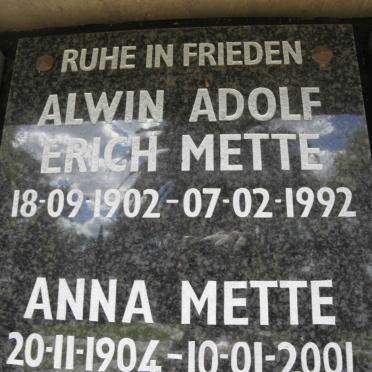 RUHE IN FRIEDEN
ALWIN ADOLF
ERICH METTE
18-09-1902-07-02-1992
ANNA METTE
20-11-1904-10-01-2001